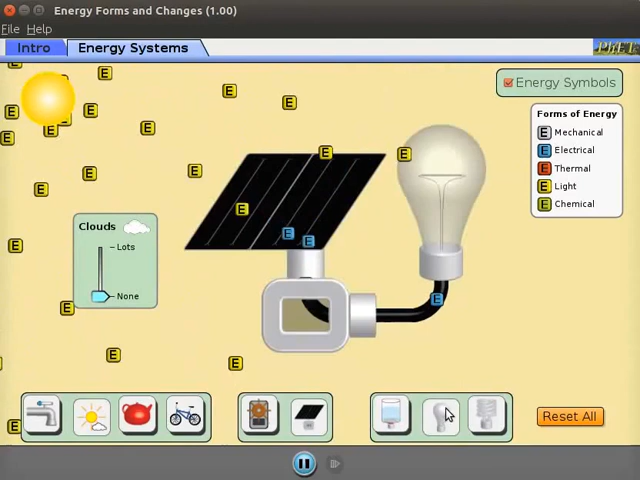 Energy Forms and Changes (1.00)
File Help
Intro Energy Systems PhET
Energy Symbols
Forms of Energy
E Mechanical
E Electrical
E Thermal
E Light
E Chemical
Clouds
Lots
None
Reset All